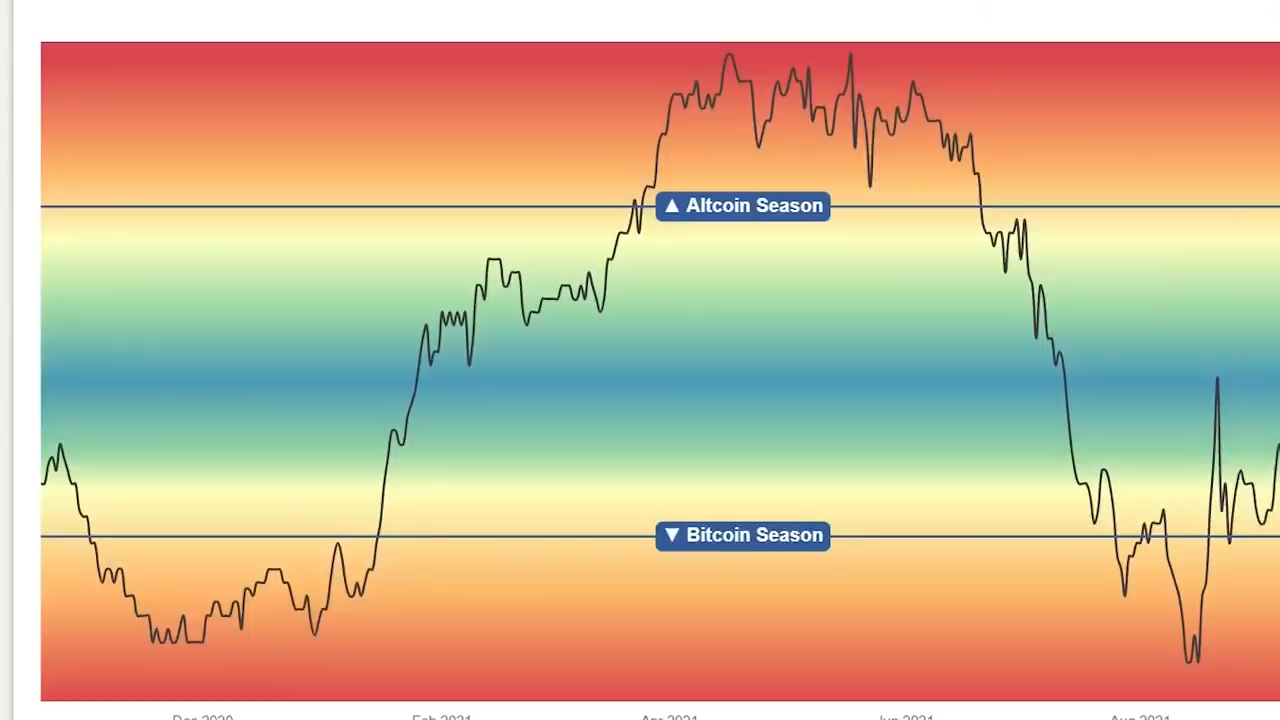 ▲ Altcoin Season
▼ Bitcoin Season
Dec 2020 Feb 2021 Apr 2021 Jun 2021 Aug 2021